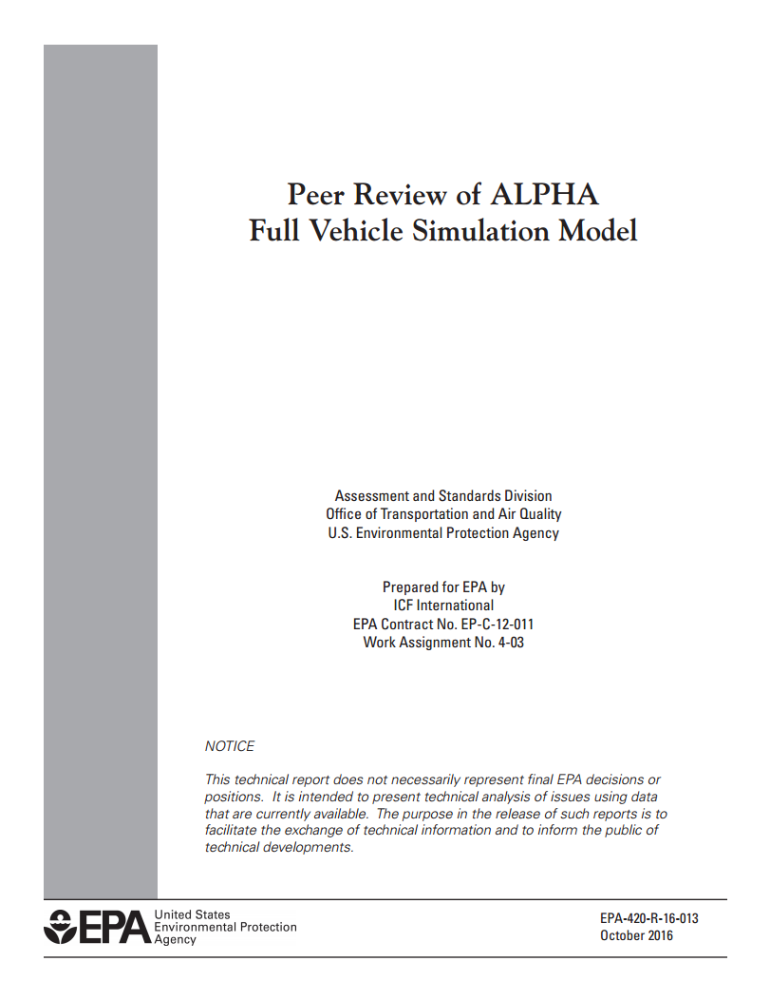 Peer Review of ALPHA
Full Vehicle Simulation Model
Assessment and Standards Division
Office of Transportation and Air Quality
U.S. Environmental Protection Agency
Prepared for EPA by
ICF International
EPA Contract No. EP-C-12-011
Work Assignment No. 4-03
NOTICE
This technical report does not necessarily represent final EPA decisions or
positions.  It is intended to present technical analysis of issues using data
that are currently available.  The purpose in the release of such reports is to
facilitate the exchange of technical information and to inform the public of
technical developments.
EPA
United States
Environmental Protection
Agency
EPA-420-R-16-013
October 2016